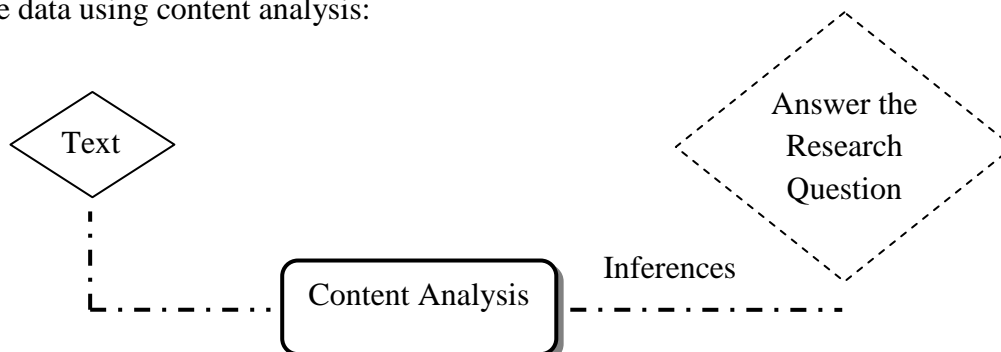 e data using content analysis:
Text
Answer the
Research
Question
Inferences
Content Analysis